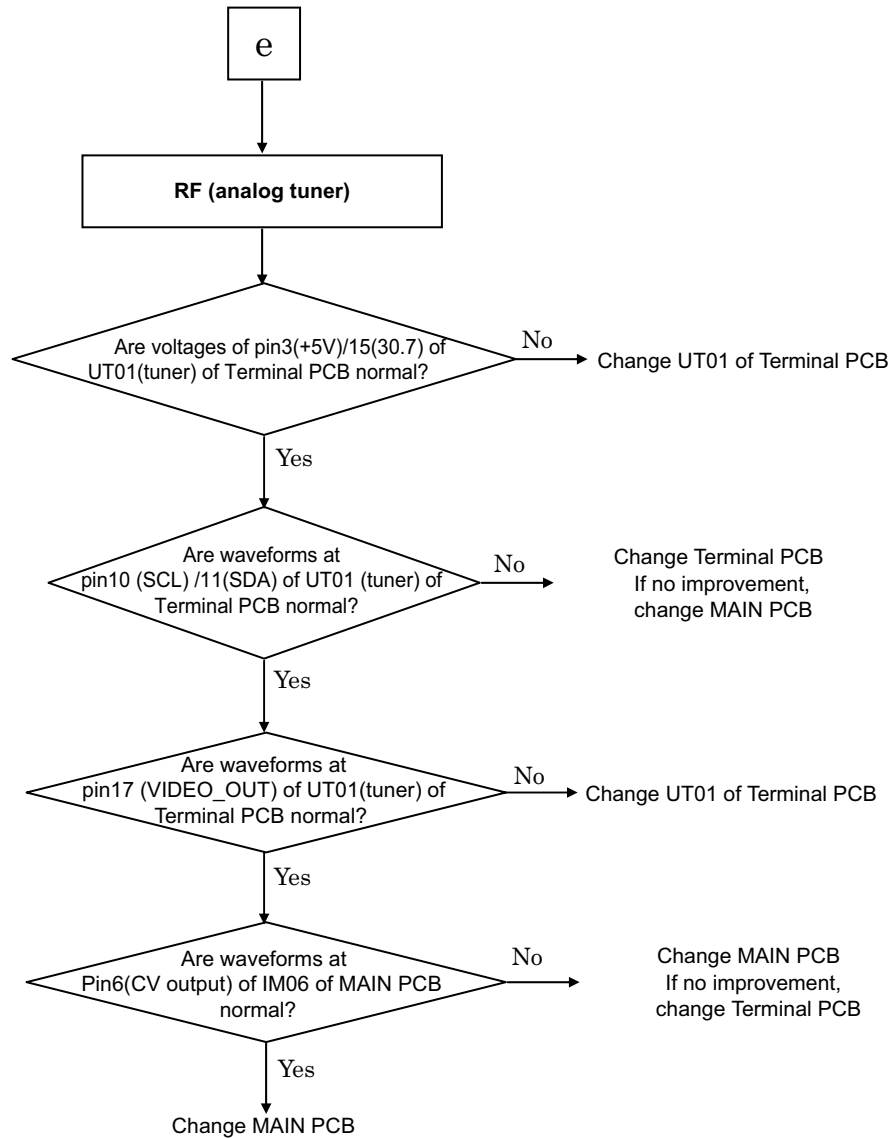 e
RF (analog tuner)
Are voltages of pin3(+5V)/15(30.7) of
UT01(tuner) of Terminal PCB normal?
No
Change UT01 of Terminal PCB
Yes
Are waveforms at
pin10 (SCL) /11(SDA) of UT01 (tuner) of
Terminal PCB normal?
No
Change Terminal PCB
If no improvement,
change MAIN PCB
Yes
Are waveforms at
pin17 (VIDEO_OUT) of UT01(tuner) of
Terminal PCB normal?
No
Change UT01 of Terminal PCB
Yes
Are waveforms at
Pin6(CV output) of IM06 of MAIN PCB
normal?
No
Change MAIN PCB
If no improvement,
change Terminal PCB
Yes
Change MAIN PCB